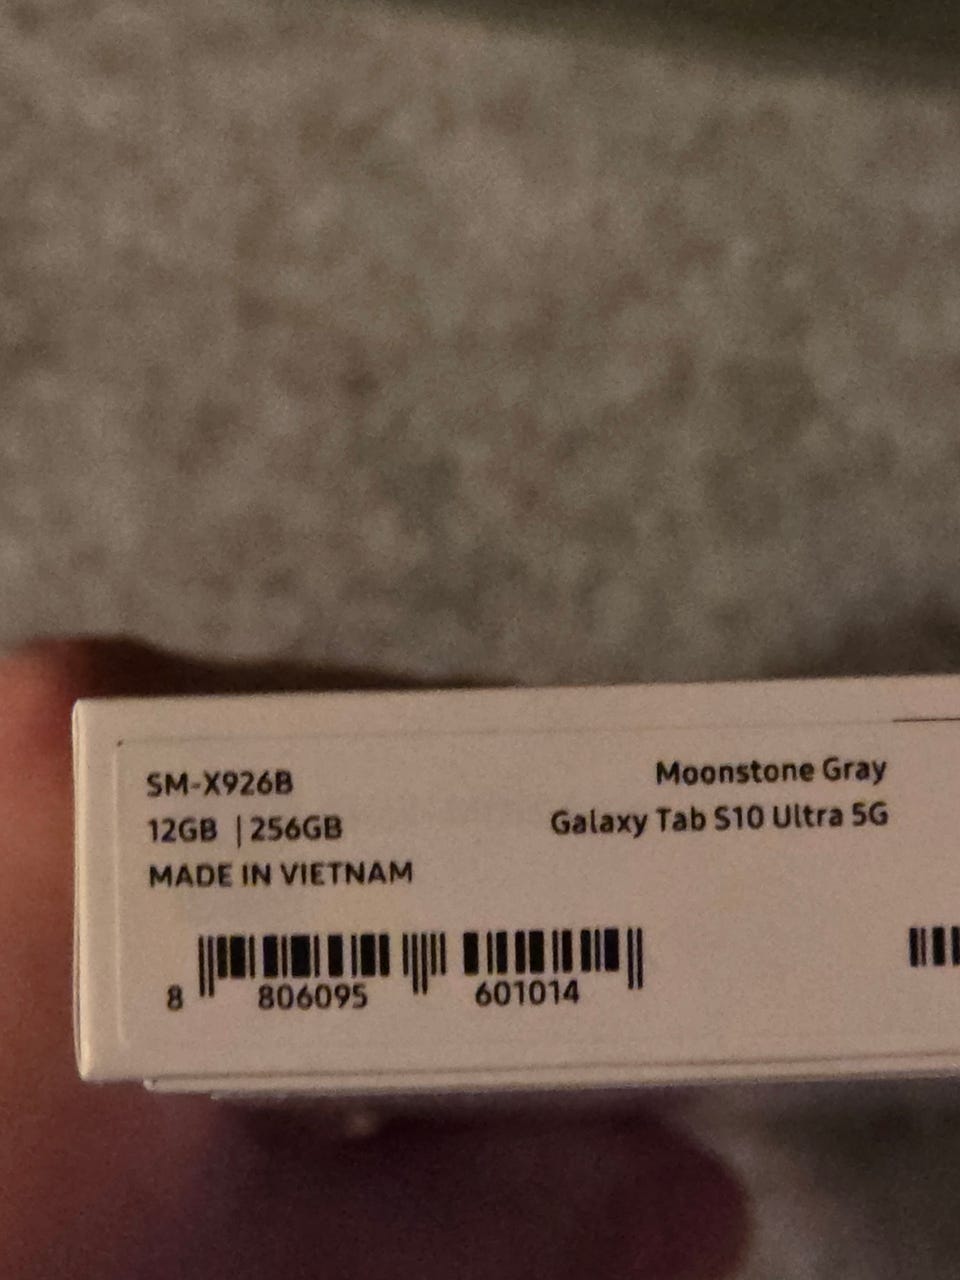 SM-X926B
12GB | 256GB
MADE IN VIETNAM
Moonstone Gray
Galaxy Tab S10 Ultra 5G
8 806095 601014